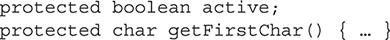 protected boolean active;
protected char getFirstChar() { … }